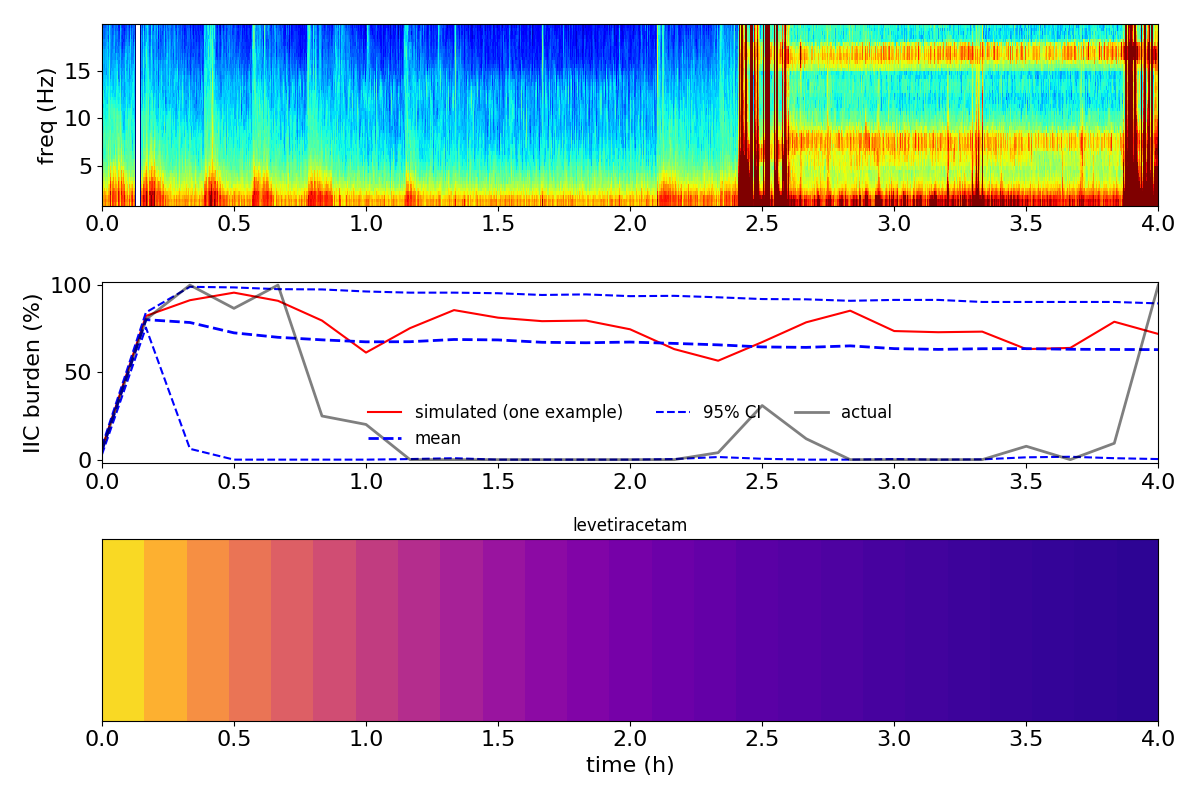 freq (Hz)
15
10
5
0.0 0.5 1.0 1.5 2.0 2.5 3.0 3.5 4.0
IIC burden (%)
100
50
0
simulated (one example) 95% CI actual
mean
0.0 0.5 1.0 1.5 2.0 2.5 3.0 3.5 4.0
levetiracetam
0.0 0.5 1.0 1.5 2.0 2.5 3.0 3.5 4.0
time (h)